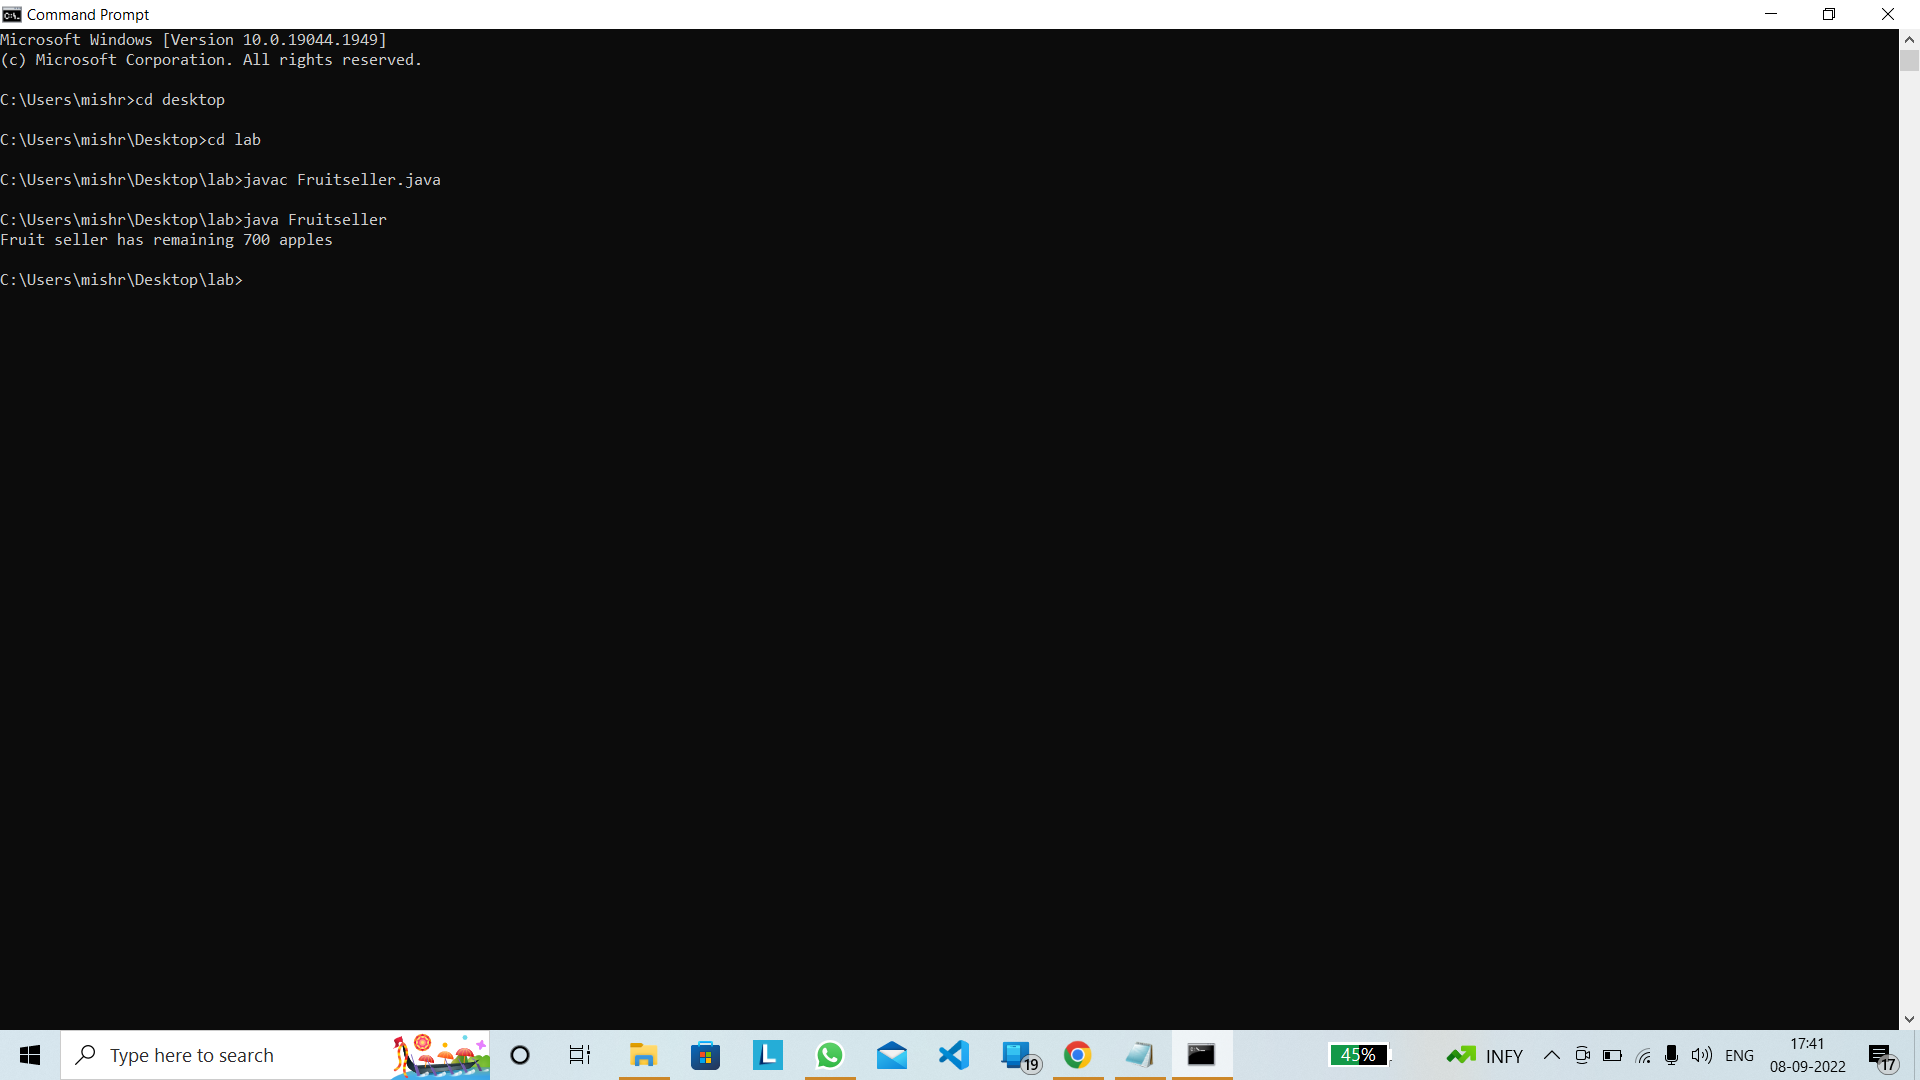 Command Prompt
Microsoft Windows [Version 10.0.19044.1949]
(c) Microsoft Corporation. All rights reserved.
C:\Users\mishr>cd desktop
C:\Users\mishr\Desktop>cd lab
C:\Users\mishr\Desktop\lab>javac Fruitseller.java
C:\Users\mishr\Desktop\lab>java Fruitseller
Fruit seller has remaining 700 apples
C:\Users\mishr\Desktop\lab>
Type here to search
L
19
45%
INFY
ENG
17:41
08-09-2022
17